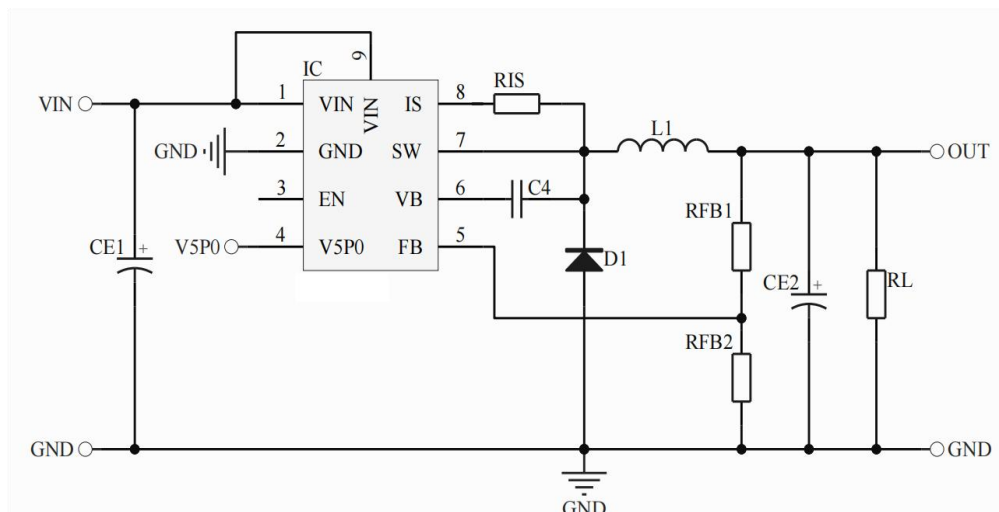 9
IC
VIN
1
VIN
VIN
IS
8
RIS
GND
2
GND
SW
7
L1
OUT
3
EN
VB
6
C4
RFB1
CE1
+
V5P0
4
V5P0
FB
5
D1
CE2
+
RL
RFB2
GND
GND
GND